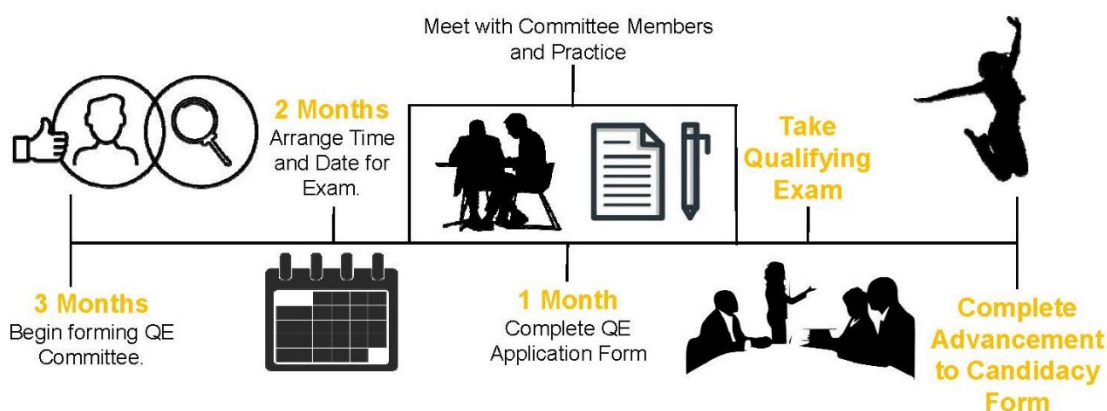 Meet with Committee Members
and Practice
2 Months
Arrange Time
and Date for
Exam.
Take
Qualifying
Exam
3 Months
Begin forming QE
Committee.
1 Month
Complete QE
Application Form
Complete
Advancement
to Candidacy
Form